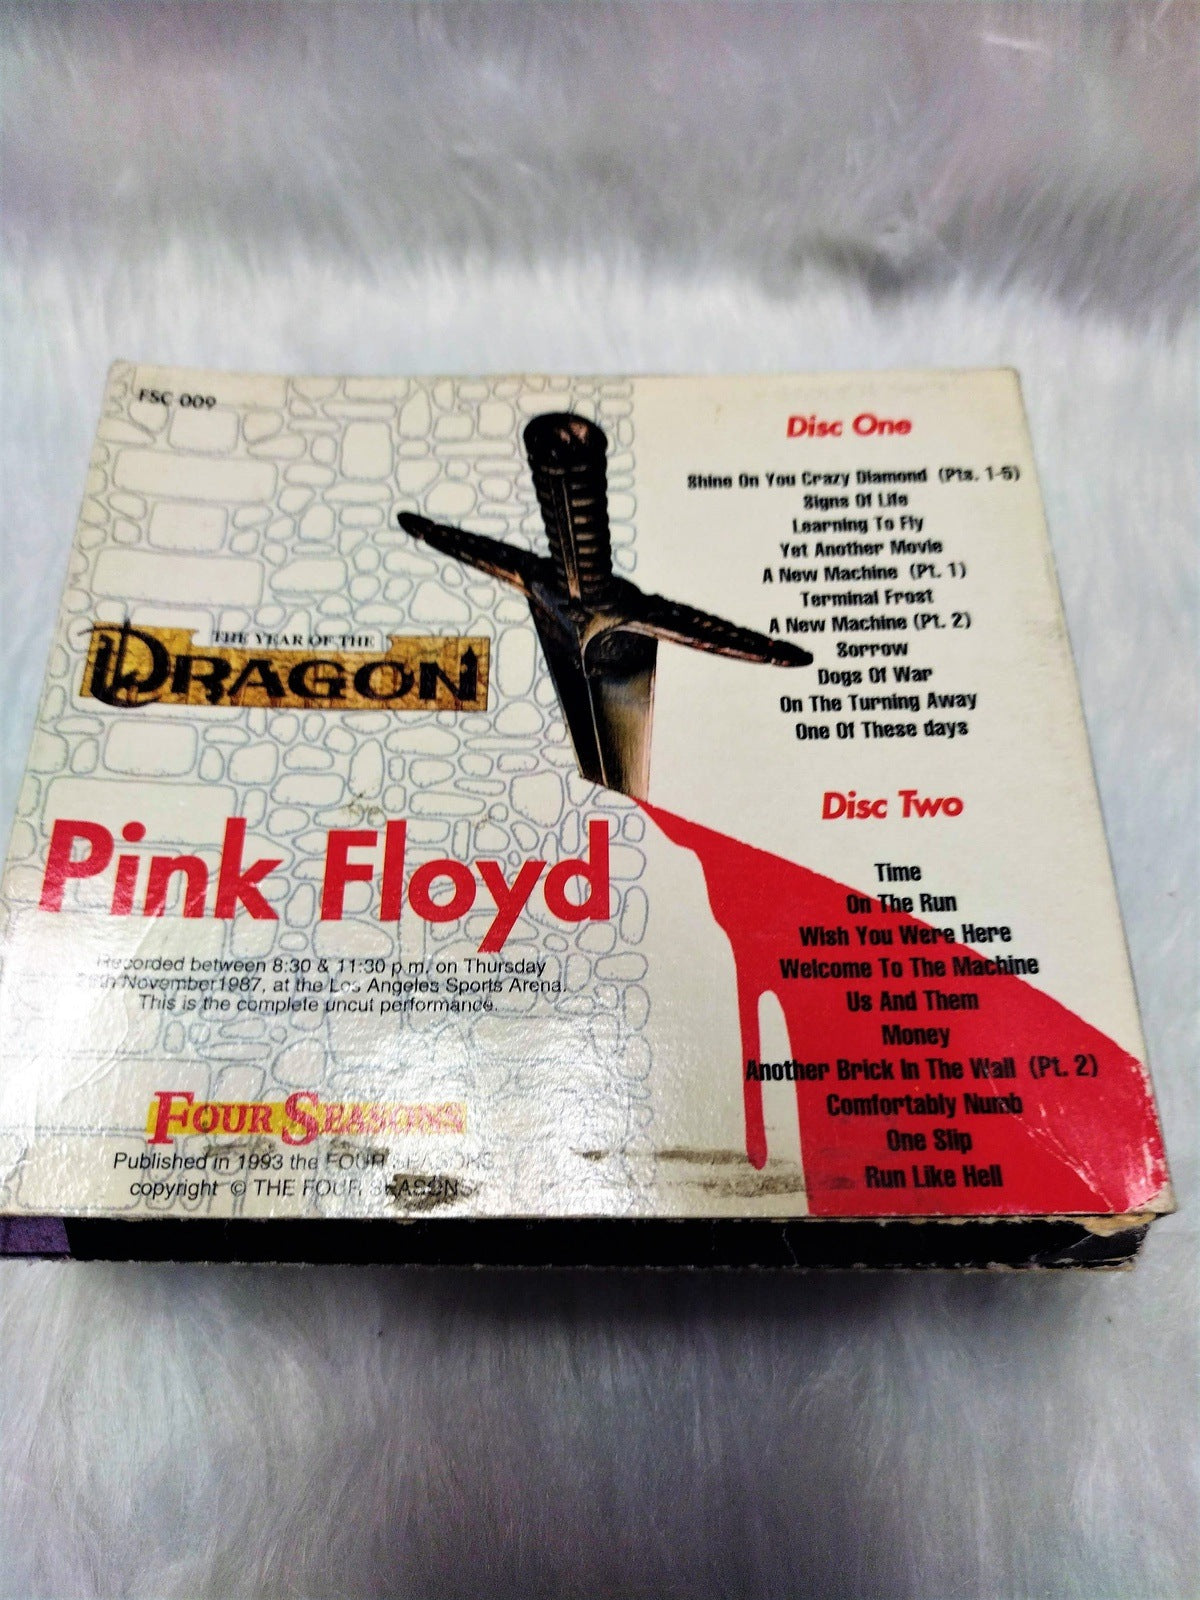 FSC 009
THE YEAR OF THE
DRAGON
Pink Floyd
Recorded between 8:30 & 11:30 p.m. on Thursday
November1987, at the Los Angeles Sports Arena.
This is the complete uncut performance.
FOUR SEASONS
Published in 1993 the FOUR SEASONS
copyright © THE FOUR SEASONS
Disc One
Shine On You Crazy Diamond (Pts. 1-5)
Signs Of Life
Learning To Fly
Yet Another Movie
A New Machine (Pt. 1)
Terminal Frost
A New Machine (Pt. 2)
Sorrow
Dogs Of War
On The Turning Away
One Of These days
Disc Two
Time
On The Run
Wish You Were Here
Welcome To The Machine
Us And Them
Money
Another Brick In The Wall (Pt. 2)
Comfortably Numb
One Slip
Run Like Hell